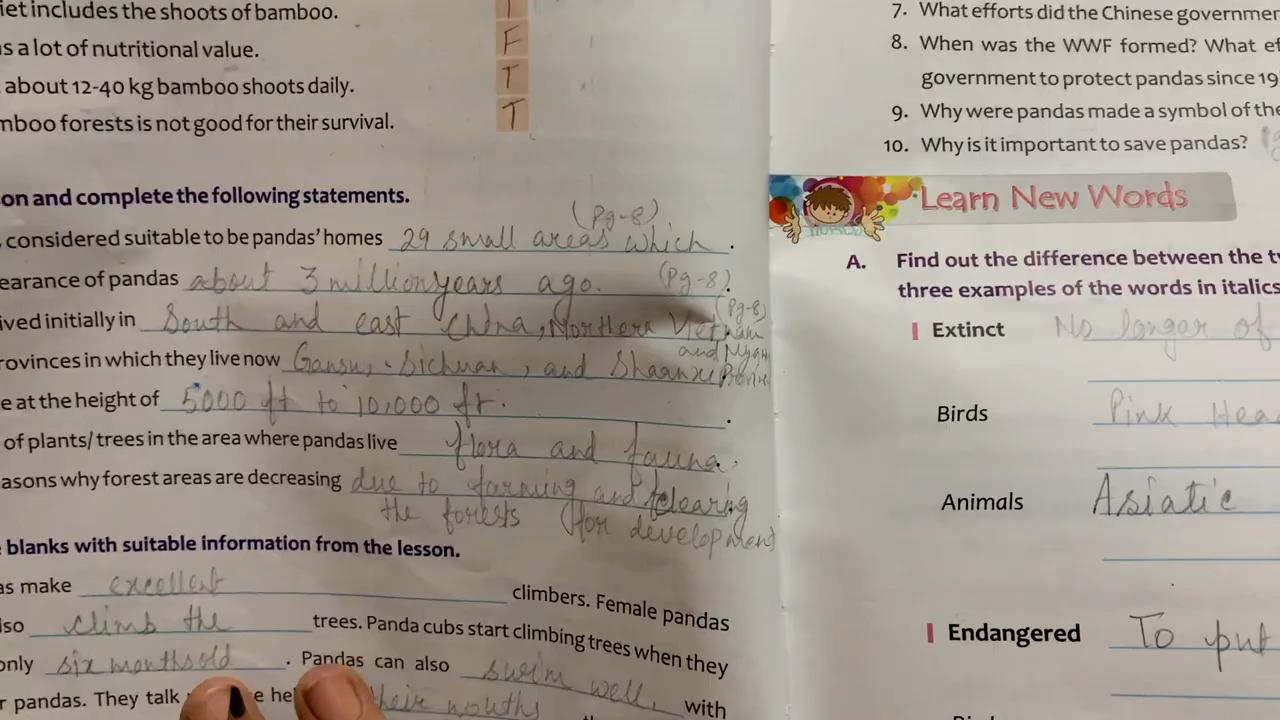 iet includes the shoots of bamboo.
T
s a lot of nutritional value.
F
about 12-40 kg bamboo shoots daily.
T
mboo forests is not good for their survival.
T
on and complete the following statements.
(Pg-8)
considered suitable to be pandas' homes 29 small areas which .
earance of pandas about 3 million years ago. (Pg-8).
(Pg-8)
ived initially in South and east China, Northern Vietnam
and Myan
rovinces in which they live now Gansu, Sichuan, and Shaanxi Provin
e at the height of 5000 ft to 10,000 ft. .
of plants/ trees in the area where pandas live flora and fauna.
asons why forest areas are decreasing due to farming and clearing
the forests (for development)
blanks with suitable information from the lesson.
as make excellent climbers. Female pandas
lso climb the trees. Panda cubs start climbing trees when they
only six months old . Pandas can also swim well, with
r pandas. They talk e he their mouths
7. What efforts did the Chinese governmen
8. When was the WWF formed? What ef
government to protect pandas since 19
9. Why were pandas made a symbol of the
10. Why is it important to save pandas?
Learn New Words
A. Find out the difference between the t
three examples of the words in italics
Extinct No longer of
Birds Pink Hea
Animals Asiatic
Endangered To put